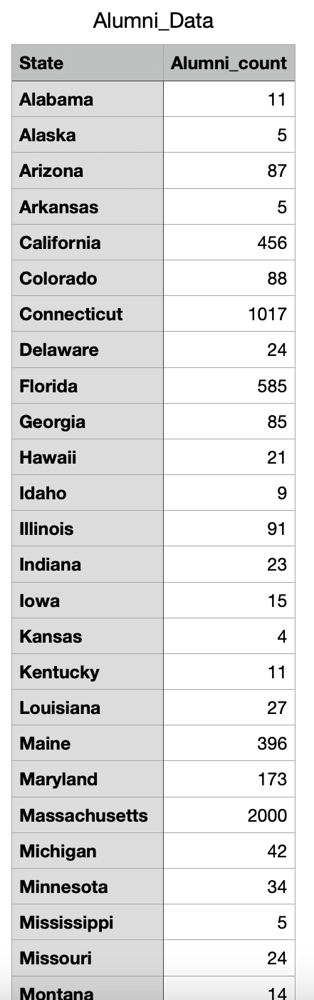 Alumni_Data
State Alumni_count
Alabama 11
Alaska 5
Arizona 87
Arkansas 5
California 456
Colorado 88
Connecticut 1017
Delaware 24
Florida 585
Georgia 85
Hawaii 21
Idaho 9
Illinois 91
Indiana 23
Iowa 15
Kansas 4
Kentucky 11
Louisiana 27
Maine 396
Maryland 173
Massachusetts 2000
Michigan 42
Minnesota 34
Mississippi 5
Missouri 24
Montana 14